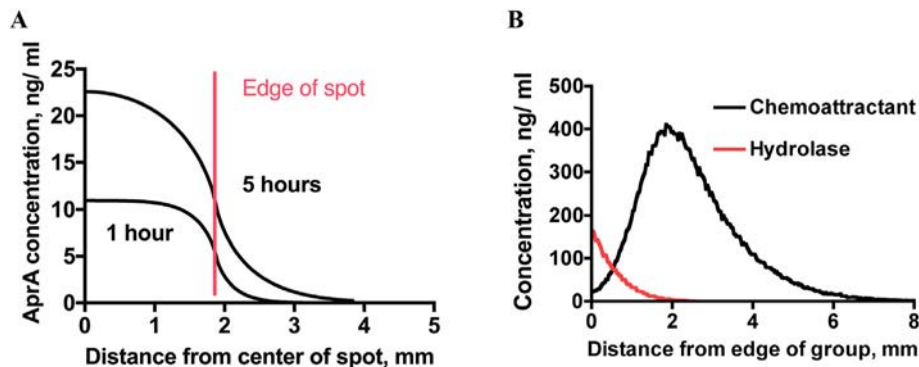 A
AprA concentration, ng/ ml
25
20
15
10
5
0
Edge of spot
5 hours
1 hour
0 1 2 3 4 5
Distance from center of spot, mm
B
Concentration, ng/ ml
500
400
300
200
100
0
Chemoattractant
Hydrolase
0 2 4 6 8
Distance from edge of group, mm